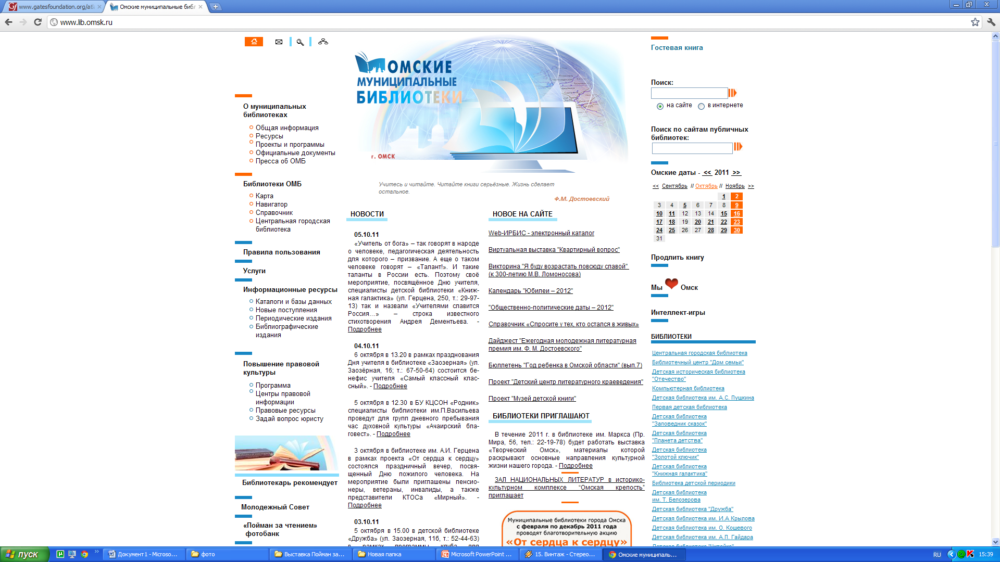 www.gatesfoundation.org/atl
Омские муниципальные библ
www.lib.omsk.ru
ОМСКИЕ
МУНИЦИПАЛЬНЫЕ
БИБЛИОТЕКИ
г. ОМСК
Учитесь и читайте. Читайте книги серьёзные. Жизнь сделает
остальное.
Ф.М. Достоевский
О муниципальных
библиотеках
Общая информация
Ресурсы
Проекты и программы
Официальные документы
Пресса об ОМБ
Библиотеки ОМБ
Карта
Навигатор
Справочник
Центральная городская
библиотека
Правила пользования
Услуги
Информационные ресурсы
Каталоги и базы данных
Новые поступления
Периодические издания
Библиографические
издания
Повышение правовой
культуры
Программа
Центры правовой
информации
Правовые ресурсы
Задай вопрос юристу
Библиотекарь рекомендует
Молодежный Совет
«Пойман за чтением»
фотобанк
НОВОСТИ
05.10.11
«Учитель от бога» – так говорят в народе
о человеке, педагогическая деятельность
для которого – призвание. А еще о таком
человеке говорят – «Талант!». И такие
таланты в России есть. Поэтому своё
мероприятие, посвящённое Дню учителя,
специалисты детской библиотеки «Книж-
ная галактика» (ул. Герцена, 250, т.: 29-97-
13) так и назвали «Учителями славится
Россия…» – строка известного
стихотворения Андрея Дементьева. -
Подробнее
04.10.11
6 октября в 13.20 в рамках празднования
Дня учителя в библиотеке «Заозерная» (ул.
Заозёрная, 16; т.: 67-50-64) состоится бе-
нефис учителя «Самый классный клас-
сный». - Подробнее
5 октября в 12.30 в БУ КЦСОН «Родник»
специалисты библиотеки им.П.Васильева
проведут для групп дневного пребывания
час духовной культуры «Ачаирский бла-
говест». - Подробнее
3 октября в библиотеке им. А.И. Герцена
в рамках проекта «От сердца к сердцу»
состоялся праздничный вечер, посвя-
щенный Дню пожилого человека. На
мероприятие были приглашены пенсио-
неры, ветераны, инвалиды, а также
представители КТОСа «Мирный». -
Подробнее
03.10.11
5 октября в 15.00 в детской библиотеке
«Дружба» (ул. Заозерная, 11б, т.: 52-44-63)
в рамках программы клуба для
НОВОЕ НА САЙТЕ
Web-ИРБИС - электронный каталог
Виртуальная выставка "Квартирный вопрос"
Викторина "Я буду возрастать повсюду славой"
(к 300-летию М.В. Ломоносова)
Календарь "Юбилеи – 2012"
"Общественно-политические даты – 2012"
Справочник «Спросите у тех, кто остался в живых»
Дайджест "Ежегодная молодежная литературная
премия им. Ф. М. Достоевского"
Бюллетень "Год ребенка в Омской области" (вып.7)
Проект "Детский центр литературного краеведения"
Проект "Музей детской книги"
БИБЛИОТЕКИ ПРИГЛАШАЮТ
В течение 2011 г. в библиотеке им. Маркса (Пр.
Мира, 56, тел.: 22-19-78) будет работать выставка
«Творческий Омск», материалы которой
раскрывают основные направления культурной
жизни нашего города. - Подробнее
ЗАЛ НАЦИОНАЛЬНЫХ ЛИТЕРАТУР в историко-
культурном комплексе “Омская крепость”
приглашает
Муниципальные библиотеки города Омска
с февраля по декабрь 2011 года
проводят благотворительную акцию
«От сердца к сердцу»
Гостевая книга
Поиск:
на сайте в интернете
Поиск по сайтам публичных
библиотек:
Омские даты - << 2011 >>
<< Сентябрь // Октябрь // Ноябрь >>
1 2
3 4 5 6 7 8 9
10 11 12 13 14 15 16
17 18 19 20 21 22 23
24 25 26 27 28 29 30
31
Продлить книгу
Мы Омск
Интеллект-игры
БИБЛИОТЕКИ
Центральная городская библиотека
Библиотечный центр "Дом семьи"
Детская историческая библиотека
"Отечество"
Компьютерная библиотека
Детская библиотека им. А.С. Пушкина
Первая детская библиотека
Детская библиотека
"Заповедник сказок"
Детская библиотека
"Планета детства"
Детская библиотека
"Золотой ключик"
Детская библиотека
"Книжная галактика"
Библиотека детской периодики
Детская библиотека
им. Т. Белозерова
Детская библиотека "Дружба"
Детская библиотека им. И.А Крылова
Детская библиотека им. О. Кошевого
Детская библиотека им. А.П. Гайдара
Детская библиотека "Читайка"
пуск
Документ1 - Microso...
фото
Выставка Пойман за...
Новая папка
Microsoft PowerPoint ...
15. Винтаж - Стерео...
Омские муниципаль...
RU
15:39